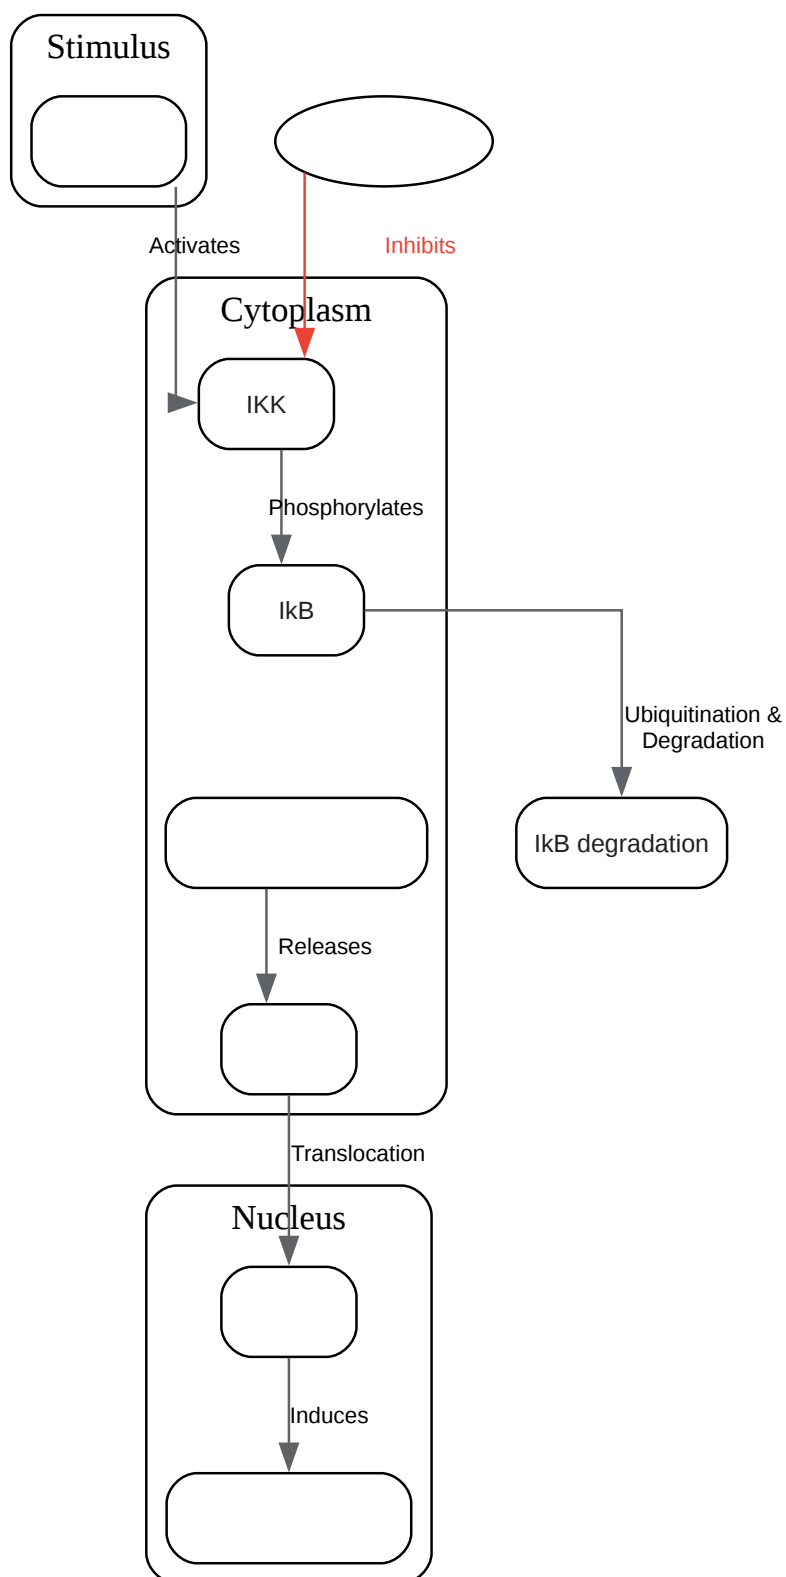 Stimulus
Activates
Inhibits
Cytoplasm
IKK
Phosphorylates
IkB
Ubiquitination &
Degradation
IkB degradation
Releases
Translocation
Nucleus
Induces